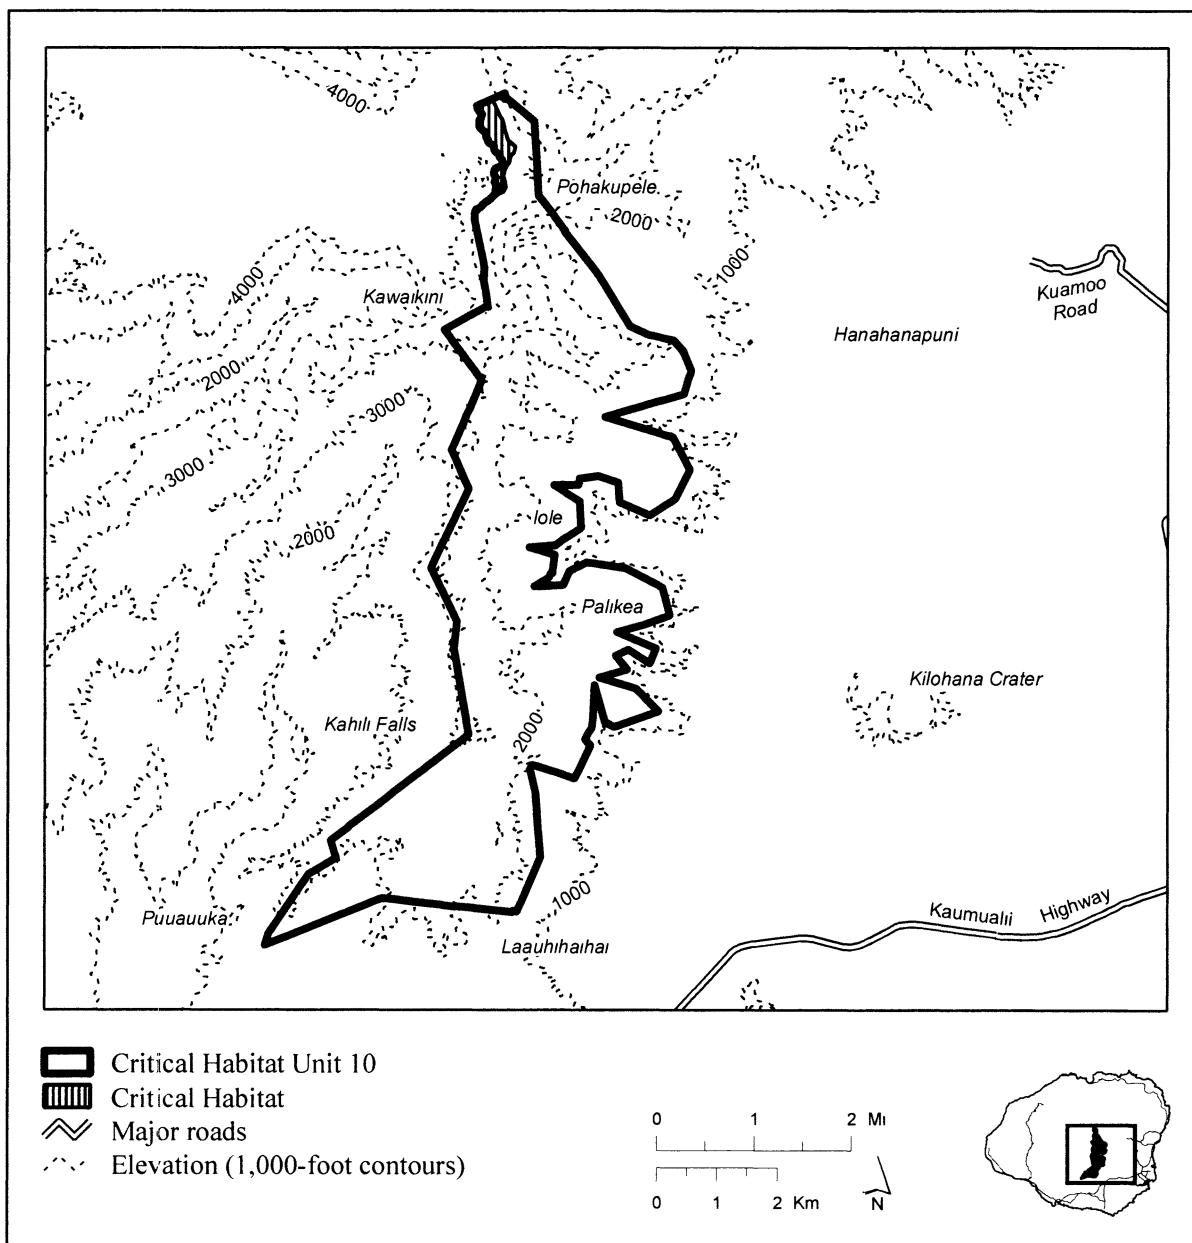 4000
Pohakupele
2000
1000
4000
Kawaikini
Kuamoo
Road
Hanahanapuni
2000
3000
3000
Iole
2000
Palikea
Kilohana Crater
Kahili Falls
2000
1000
Puuauuka
Kaumualii Highway
Laauhihaihai
Critical Habitat Unit 10
Critical Habitat
Major roads
Elevation (1,000-foot contours)
0 1 2 Mi
0 1 2 Km
N